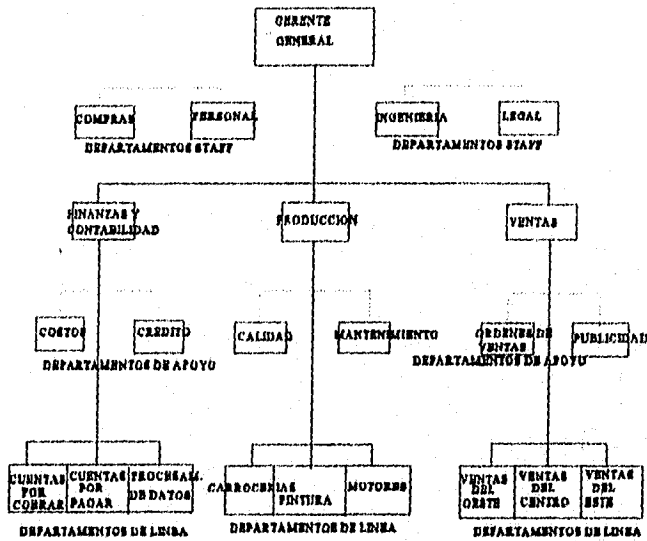 GERENTE
GENERAL
COMPRAS
PERSONAL
INGENIERIA
LEGAL
DEPARTAMENTOS STAFF
DEPARTAMENTOS STAFF
FINANZAS Y
CONTABILIDAD
PRODUCCION
VENTAS
COSTOS
CREDITO
CALIDAD
MANTENIMIENTO
ORDENES DE
VENTAS
PUBLICIDAD
DEPARTAMENTOS DE APOYO
DEPARTAMENTOS DE APOYO
CUENTAS
POR
COBRAR
CUENTAS
POR
PAGAR
PROCESAM.
DE DATOS
CARROCERIAS
PINTURA
MOTORES
VENTAS
DEL
OESTE
VENTAS
DEL
CENTRO
VENTAS
DEL
ESTE
DEPARTAMENTOS DE LINEA
DEPARTAMENTOS DE LINEA
DEPARTAMENTOS DE LINEA